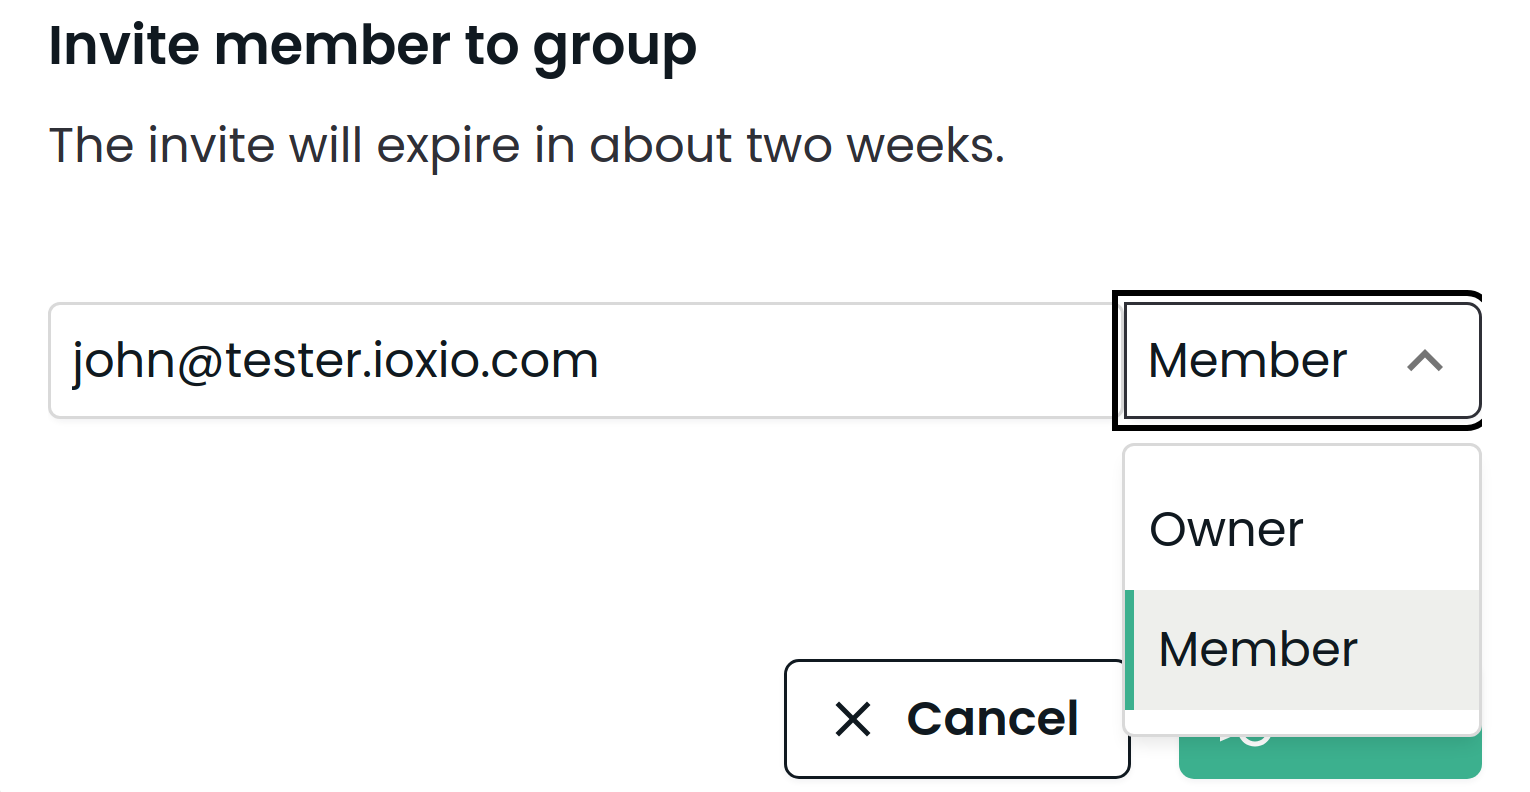 Invite member to group
The invite will expire in about two weeks.
john@tester.ioxio.com
Member
Owner
Member
Cancel